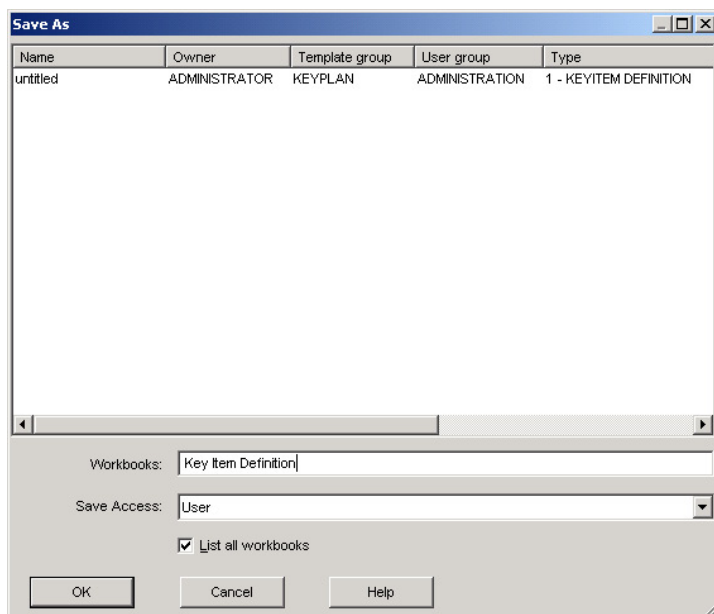 Save As
Name Owner Template group User group Type
untitled ADMINISTRATOR KEYPLAN ADMINISTRATION 1 - KEYITEM DEFINITION
Workbooks: Key Item Definition
Save Access: User
List all workbooks
OK Cancel Help